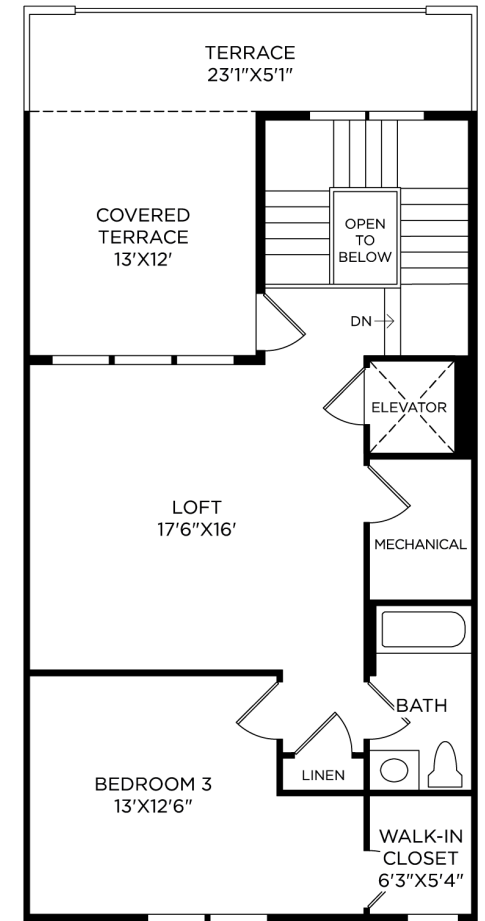 TERRACE
23'1"X5'1"
COVERED
TERRACE
13'X12'
OPEN
TO
BELOW
DN
ELEVATOR
LOFT
17'6"X16'
MECHANICAL
BATH
LINEN
BEDROOM 3
13'X12'6"
WALK-IN
CLOSET
6'3"X5'4"